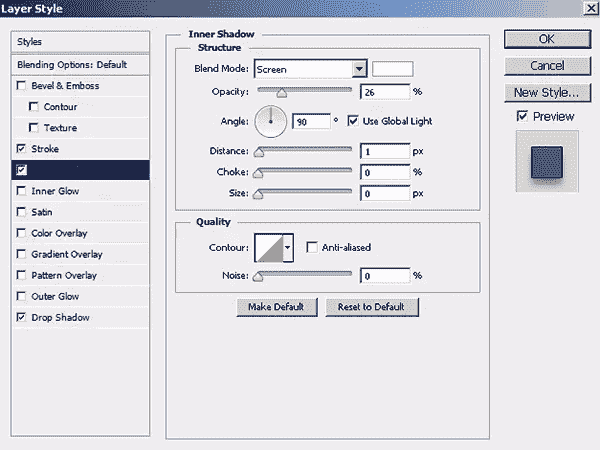 Layer Style
Styles
Blending Options: Default
Bevel & Emboss
Contour
Texture
Stroke
Inner Glow
Satin
Color Overlay
Gradient Overlay
Pattern Overlay
Outer Glow
Drop Shadow
Inner Shadow
Structure
Blend Mode: Screen
Opacity: 26 %
Angle: 90 ° Use Global Light
Distance: 1 px
Choke: 0 %
Size: 0 px
Quality
Contour: Anti-aliased
Noise: 0 %
Make Default Reset to Default
OK
Cancel
New Style...
Preview